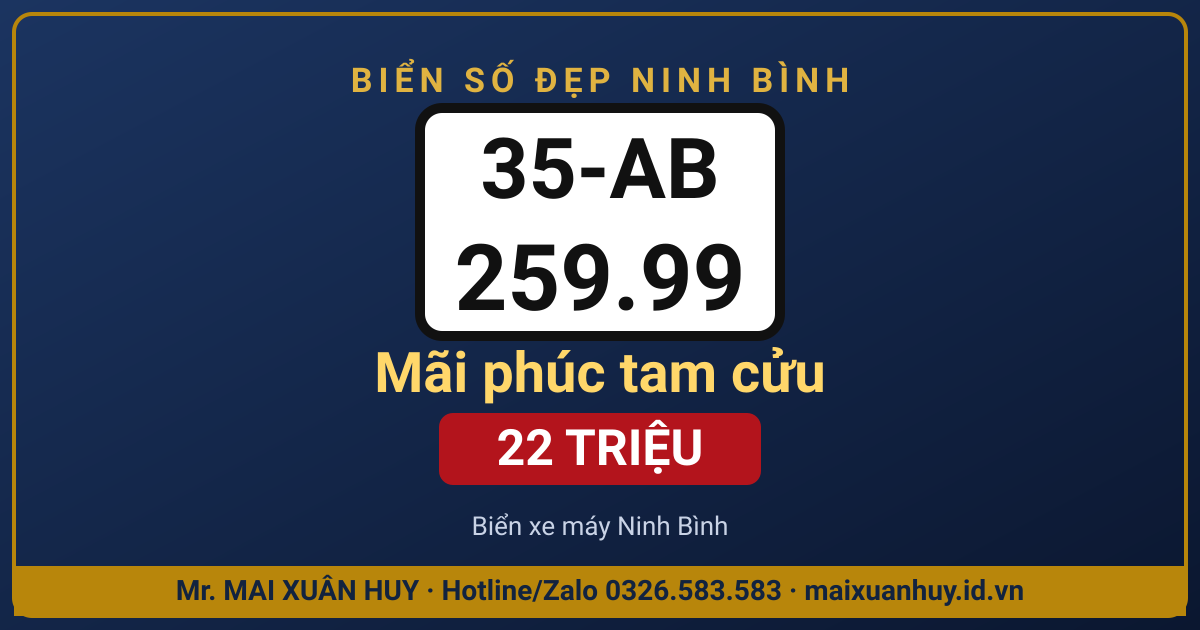 BIỂN SỐ ĐẸP NINH BÌNH
35-AB
259.99
Mãi phúc tam cửu
22 TRIỆU
Biển xe máy Ninh Bình
Mr. MAI XUÂN HUY · Hotline/Zalo 0326.583.583 · maixuanhuy.id.vn